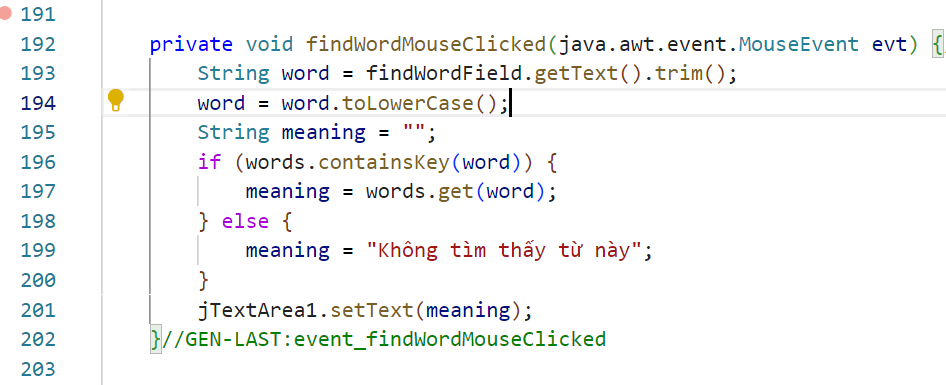 191
192 private void findWordMouseClicked(java.awt.event.MouseEvent evt) {
193 String word = findWordField.getText().trim();
194 word = word.toLowerCase();
195 String meaning = "";
196 if (words.containsKey(word)) {
197 meaning = words.get(word);
198 } else {
199 meaning = "Không tìm thấy từ này";
200 }
201 jTextArea1.setText(meaning);
202 }//GEN-LAST:event_findWordMouseClicked
203